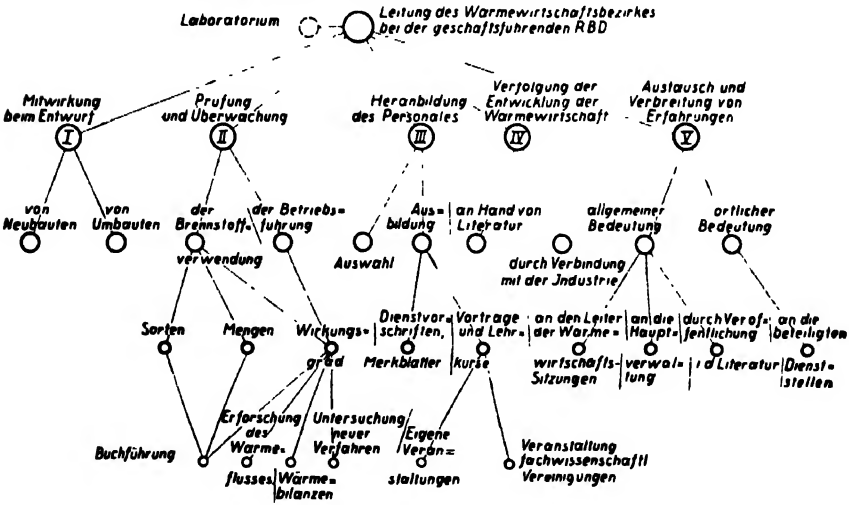 Laboratorium
Leitung des Warmewirtschaftsbezirkes
bei der geschaftsfuhrenden RBD
Mitwirkung
beim Entwurf
I
Prufung
und Uberwachung
II
Heranbildung
des Personales
III
Verfolgung der
Entwicklung der
Warmewirtschaft
IV
Austausch und
Verbreitung von
Erfahrungen
V
von
Neubauten
von
Umbauten
der
Brennstoff=
verwendung
der Betriebs=
fuhrung
Auswahl
Aus=
bildung
an Hand von
Literatur
durch Verbindung
mit der Jndustrie
allgemeiner
Bedeutung
ortlicher
Bedeutung
Sorten
Mengen
Wirkungs=
grad
Dienstvor=
schriften,
Merkblatter
Vortrage
und Lehr=
kurse
an den Leiter
der Warme=
wirtschafts-
Sitzungen
an die
Haupt=
verwal=
tung
durch Verof=
fentlichung
i d Literatur
an die
beteiligten
Dienst=
stellen
Buchführung
Erforschung
des
Warme=
flusses
Wärme=
bilanzen
Untersuchung
neuer
Verfahren
Eigene
Veran=
staltungen
Veranstaltung
fachwissenschaftl
Vereinigungen